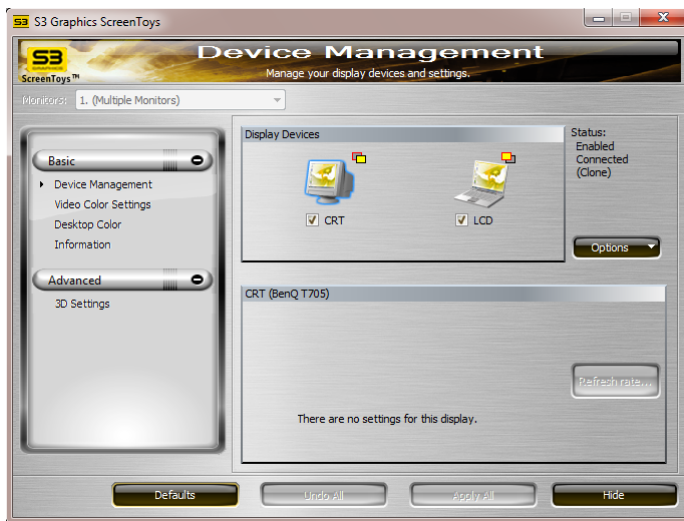 S3 S3 Graphics ScreenToys
S3
GRAPHICS
ScreenToys™
Device Management
Manage your display devices and settings.
Monitors: 1. (Multiple Monitors)
Basic
Device Management
Video Color Settings
Desktop Color
Information
Advanced
3D Settings
Display Devices
CRT
LCD
Status:
Enabled
Connected
(Clone)
Options
CRT (BenQ T705)
Refresh rate...
There are no settings for this display.
Defaults
Undo All
Apply All
Hide